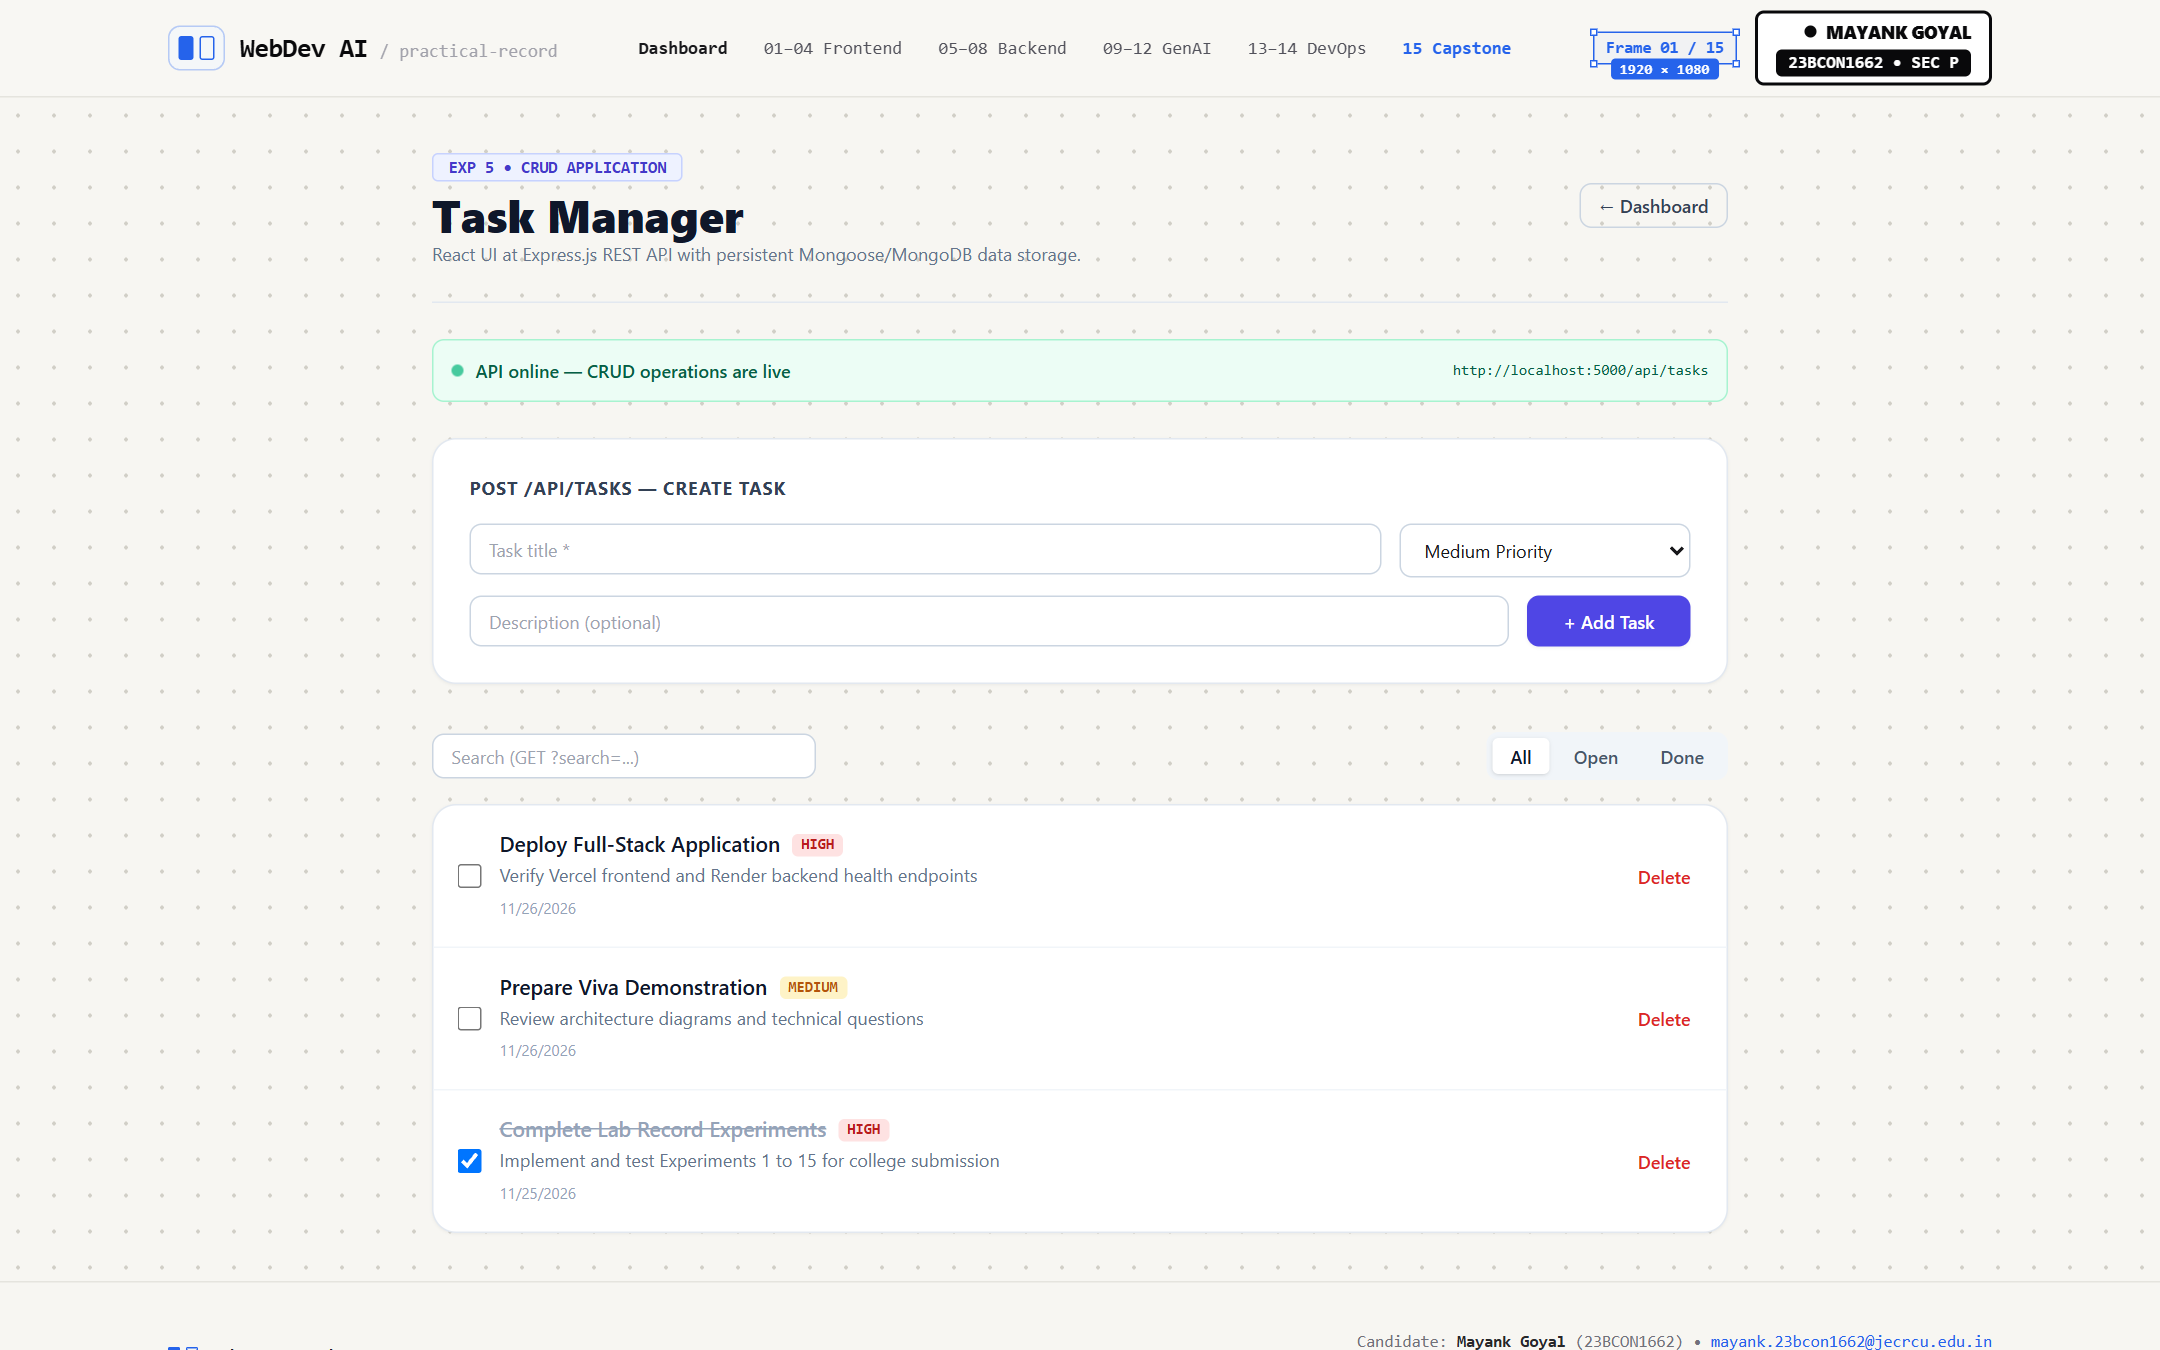 WebDev AI / practical-record
Dashboard
01–04 Frontend
05–08 Backend
09–12 GenAI
13–14 DevOps
15 Capstone
Frame 01 / 15
1920 × 1080
● MAYANK GOYAL
23BCON1662 • SEC P
EXP 5 • CRUD APPLICATION
Task Manager
React UI at Express.js REST API with persistent Mongoose/MongoDB data storage.
← Dashboard
API online — CRUD operations are live
http://localhost:5000/api/tasks
POST /API/TASKS — CREATE TASK
Task title *
Medium Priority
Description (optional)
+ Add Task
Search (GET ?search=...)
All
Open
Done
Deploy Full-Stack Application HIGH
Verify Vercel frontend and Render backend health endpoints
11/26/2026
Delete
Prepare Viva Demonstration MEDIUM
Review architecture diagrams and technical questions
11/26/2026
Delete
Complete Lab Record Experiments HIGH
Implement and test Experiments 1 to 15 for college submission
11/25/2026
Delete
Candidate: Mayank Goyal (23BCON1662) • mayank.23bcon1662@jecrcu.edu.in